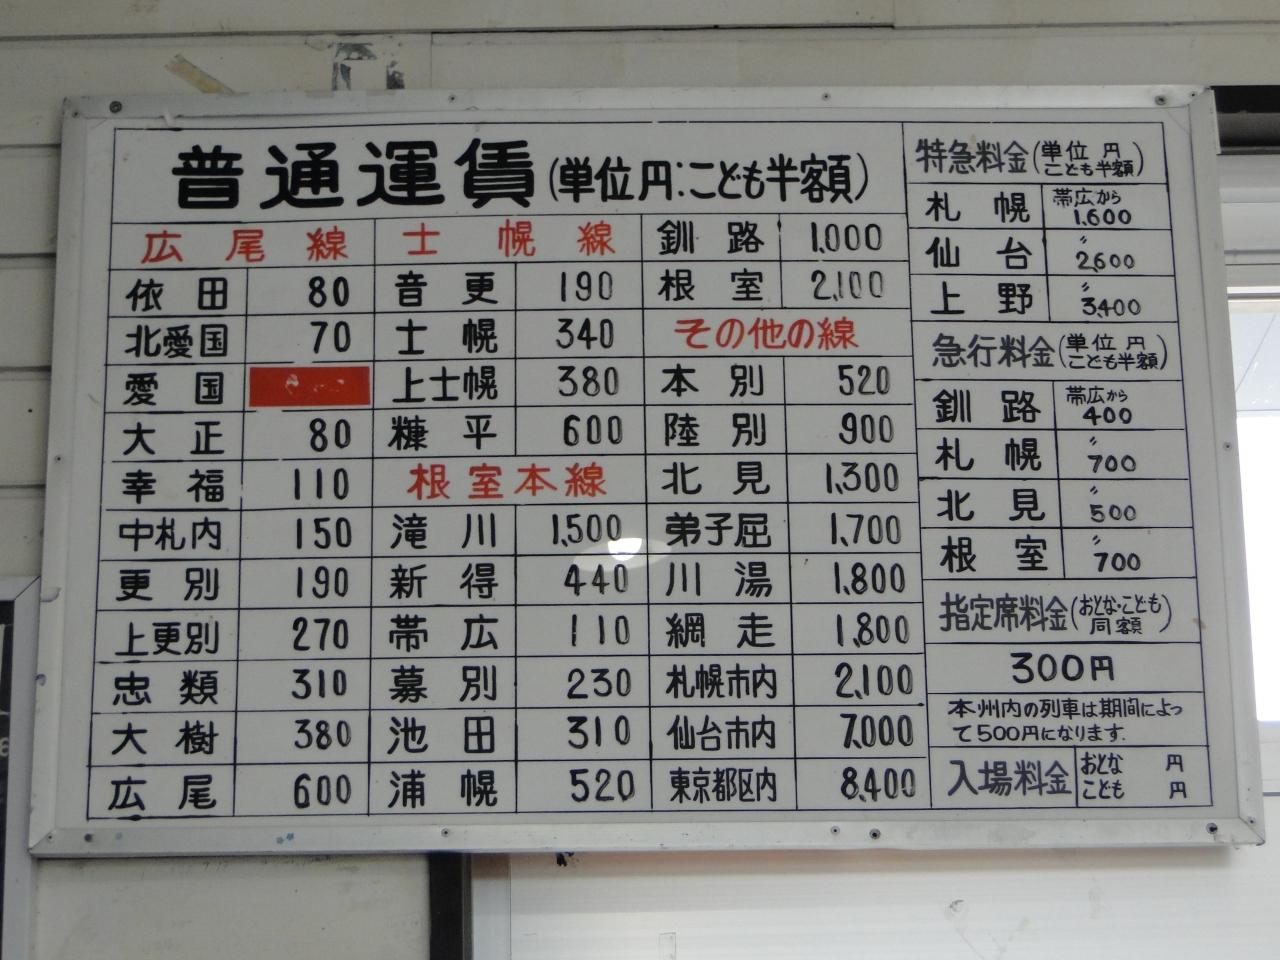 普通運賃(単位円:こども半額)
広尾線
依田 80
北愛国 70
愛国
大正 80
幸福 110
中札内 150
更別 190
上更別 270
忠類 310
大樹 380
広尾 600
士幌線
音更 190
士幌 340
上士幌 380
糠平 600
根室本線
滝川 1,500
新得 440
帯広 110
幕別 230
池田 310
浦幌 520
釧路 1,000
根室 2,100
その他の線
本別 520
陸別 900
北見 1,300
弟子屈 1,700
川湯 1,800
網走 1,800
札幌市内 2,100
仙台市内 7,000
東京都区内 8,400
特急料金(単位 円 こども半額)
札幌 帯広から 1,600
仙台 〃 2,600
上野 〃 3,400
急行料金(単位 円 こども半額)
釧路 帯広から 400
札幌 〃 700
北見 〃 500
根室 〃 700
指定席料金(おとな・こども 同額)
300円
本州内の列車は期間によっ
て500円になります.
入場料金 おとな 円
こども 円